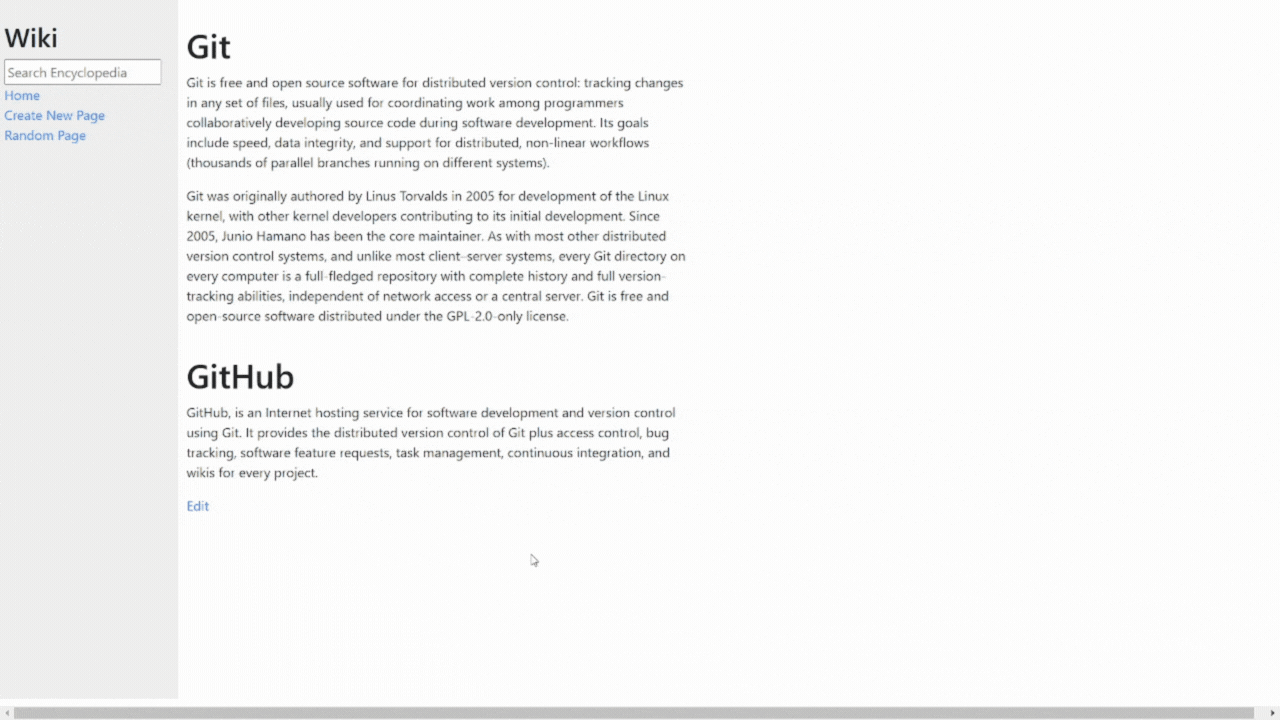 Wiki
Search Encyclopedia
Home
Create New Page
Random Page
Git
Git is free and open source software for distributed version control: tracking changes
in any set of files, usually used for coordinating work among programmers
collaboratively developing source code during software development. Its goals
include speed, data integrity, and support for distributed, non-linear workflows
(thousands of parallel branches running on different systems).
Git was originally authored by Linus Torvalds in 2005 for development of the Linux
kernel, with other kernel developers contributing to its initial development. Since
2005, Junio Hamano has been the core maintainer. As with most other distributed
version control systems, and unlike most client-server systems, every Git directory on
every computer is a full-fledged repository with complete history and full version-
tracking abilities, independent of network access or a central server. Git is free and
open-source software distributed under the GPL-2.0-only license.
GitHub
GitHub, is an Internet hosting service for software development and version control
using Git. It provides the distributed version control of Git plus access control, bug
tracking, software feature requests, task management, continuous integration, and
wikis for every project.
Edit